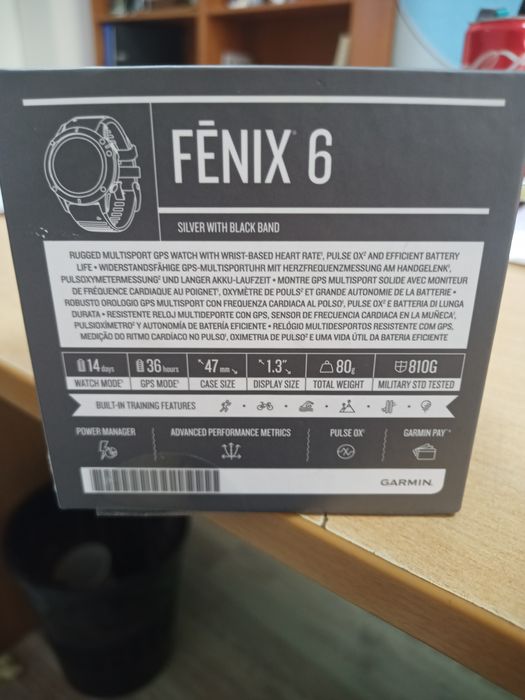 FĒNIX® 6
SILVER WITH BLACK BAND
RUGGED MULTISPORT GPS WATCH WITH WRIST-BASED HEART RATE¹, PULSE OX² AND EFFICIENT BATTERY
LIFE • WIDERSTANDSFÄHIGE GPS-MULTISPORTUHR MIT HERZFREQUENZMESSUNG AM HANDGELENK¹,
PULSOXYMETERMESSUNG² UND LANGER AKKU-LAUFZEIT • MONTRE GPS MULTISPORT SOLIDE AVEC MONITEUR
DE FRÉQUENCE CARDIAQUE AU POIGNET¹, OXYMÈTRE DE POULS² ET GRANDE AUTONOMIE DE LA BATTERIE •
ROBUSTO OROLOGIO GPS MULTISPORT CON FREQUENZA CARDIACA AL POLSO¹, PULSE OX² E BATTERIA DI LUNGA
DURATA • RESISTENTE RELOJ MULTIDEPORTE CON GPS, SENSOR DE FRECUENCIA CARDIACA EN LA MUÑECA¹,
PULSIOXÍMETRO² Y AUTONOMÍA DE BATERÍA EFICIENTE • RELÓGIO MULTIDESPORTOS RESISTENTE COM GPS,
MEDIÇÃO DO RITMO CARDÍACO NO PULSO¹, OXIMETRIA DE PULSO² E UMA VIDA ÚTIL DA BATERIA EFICIENTE
14 days 36 hours 47 mm 1.3" 80g 810G
WATCH MODE³ GPS MODE³ CASE SIZE DISPLAY SIZE TOTAL WEIGHT MILITARY STD TESTED
BUILT-IN TRAINING FEATURES
POWER MANAGER ADVANCED PERFORMANCE METRICS PULSE OX² GARMIN PAY™
GARMIN.